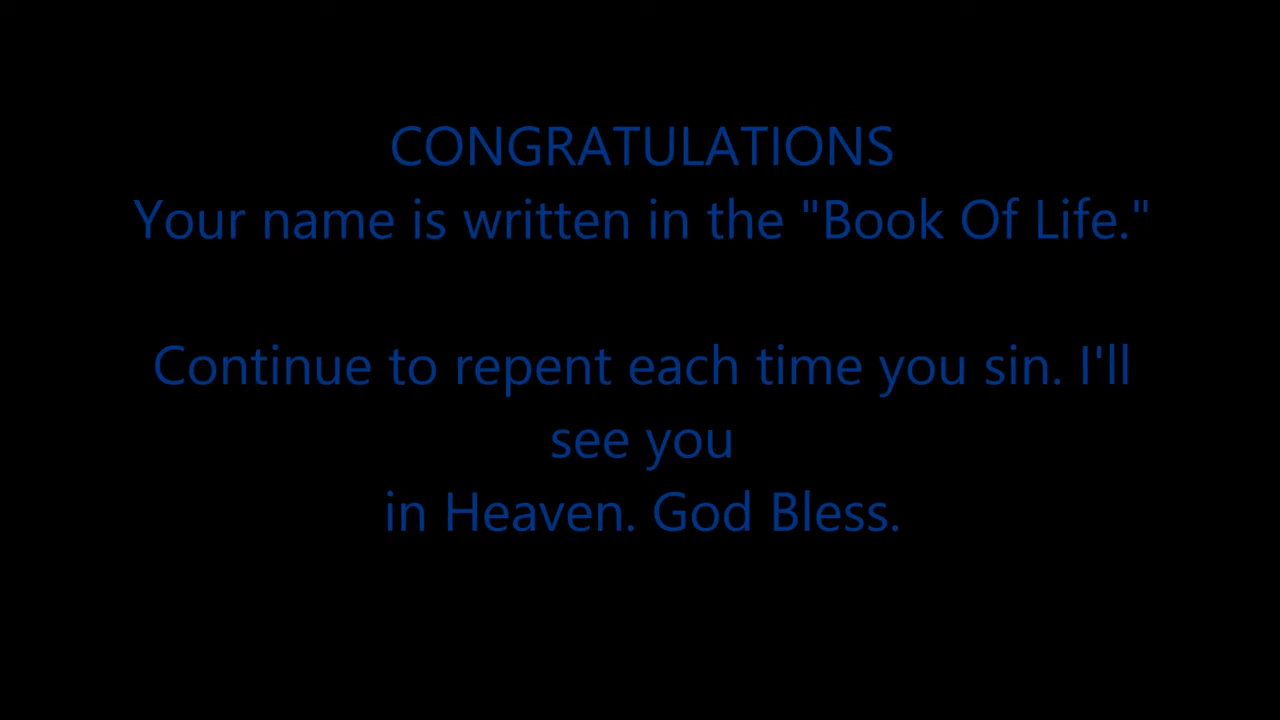 CONGRATULATIONS
Your name is written in the "Book Of Life."
Continue to repent each time you sin. I'll
see you
in Heaven. God Bless.